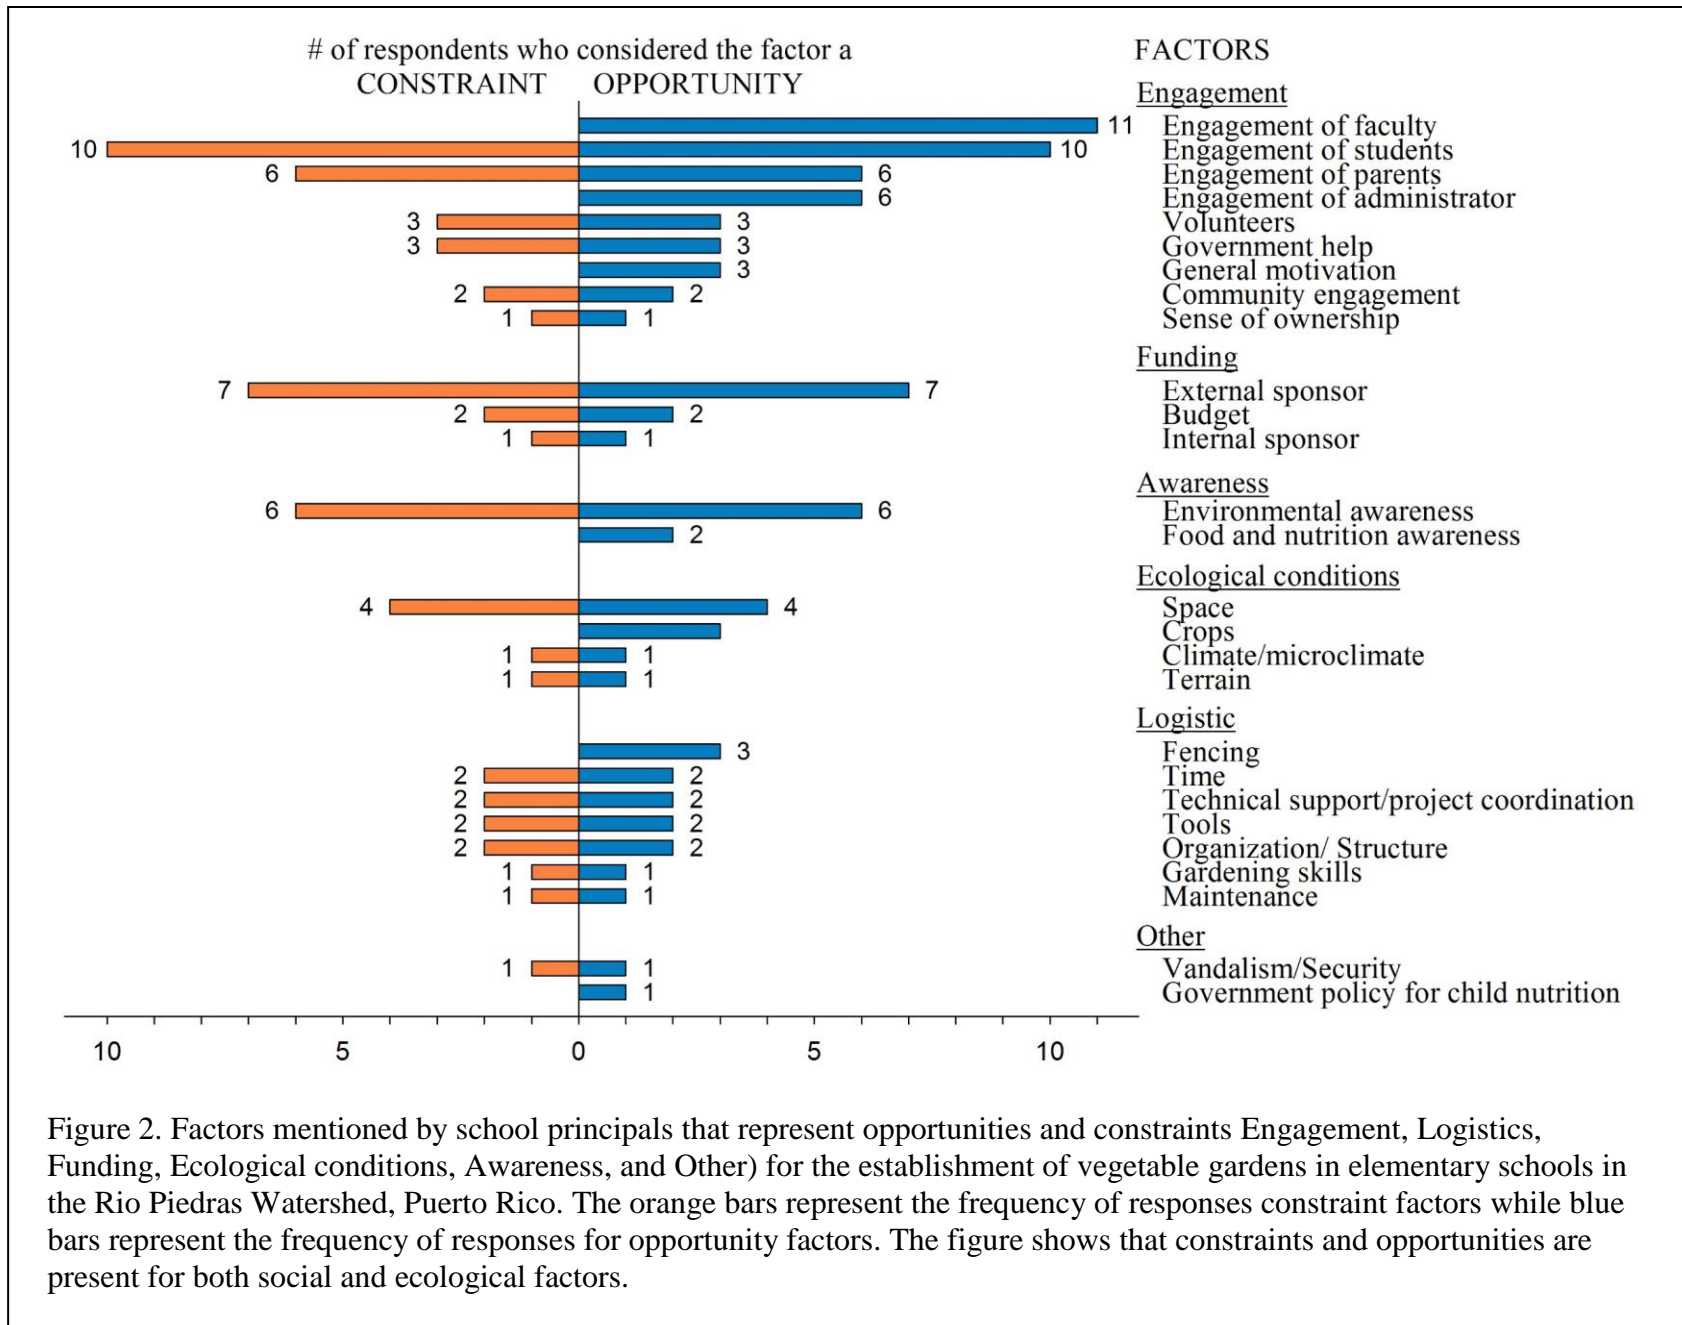 # of respondents who considered the factor a
FACTORS
CONSTRAINT OPPORTUNITY
Engagement
11 Engagement of faculty
10 10 Engagement of students
6 6 Engagement of parents
6 Engagement of administrator
3 3 Volunteers
3 3 Government help
3 General motivation
2 2 Community engagement
1 1 Sense of ownership
Funding
7 7 External sponsor
2 2 Budget
1 1 Internal sponsor
Awareness
6 6 Environmental awareness
2 Food and nutrition awareness
Ecological conditions
4 4 Space
Crops
1 1 Climate/microclimate
1 1 Terrain
Logistic
3 Fencing
2 2 Time
2 2 Technical support/project coordination
2 2 Tools
2 2 Organization/ Structure
1 1 Gardening skills
1 1 Maintenance
Other
1 1 Vandalism/Security
1 Government policy for child nutrition
10 5 0 5 10
Figure 2. Factors mentioned by school principals that represent opportunities and constraints Engagement, Logistics,
Funding, Ecological conditions, Awareness, and Other) for the establishment of vegetable gardens in elementary schools in
the Rio Piedras Watershed, Puerto Rico. The orange bars represent the frequency of responses constraint factors while blue
bars represent the frequency of responses for opportunity factors. The figure shows that constraints and opportunities are
present for both social and ecological factors.